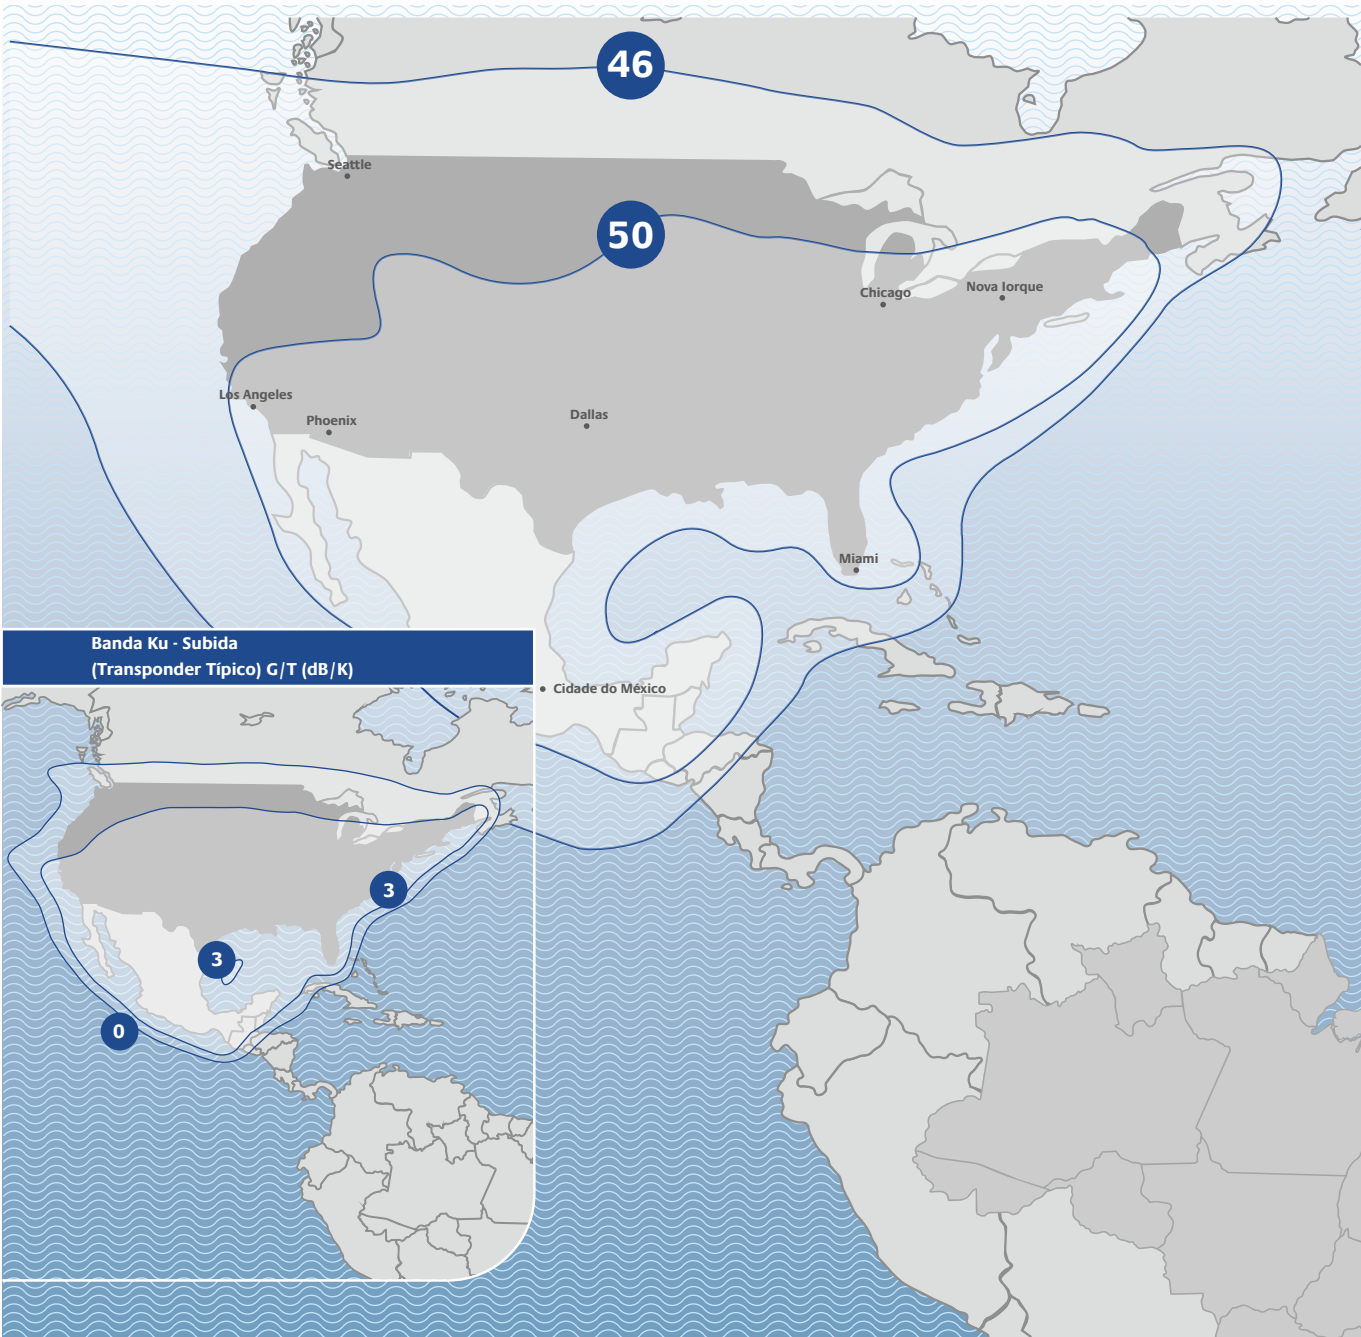 46
Seattle
50
Nova Iorque
Chicago
Los Angeles
Phoenix
Dallas
Miami
Banda Ku - Subida
(Transponder Típico) G/T (dB/K)
Cidade do México
3
3
0